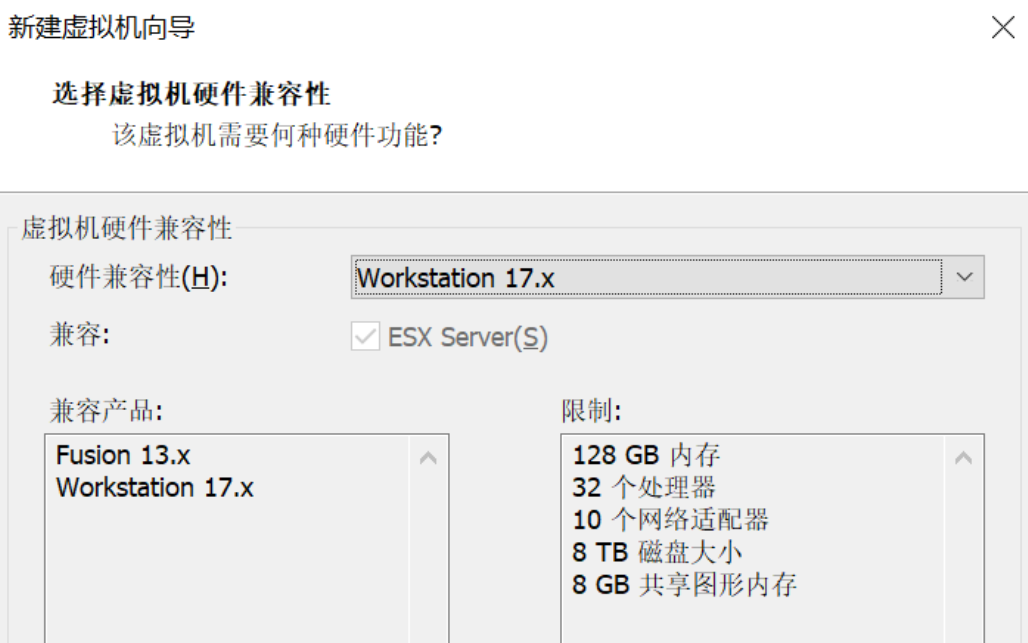 新建虚拟机向导
选择虚拟机硬件兼容性
该虚拟机需要何种硬件功能?
虚拟机硬件兼容性
硬件兼容性(H): Workstation 17.x
兼容: ESX Server(S)
兼容产品:
Fusion 13.x
Workstation 17.x
限制:
128 GB 内存
32 个处理器
10 个网络适配器
8 TB 磁盘大小
8 GB 共享图形内存